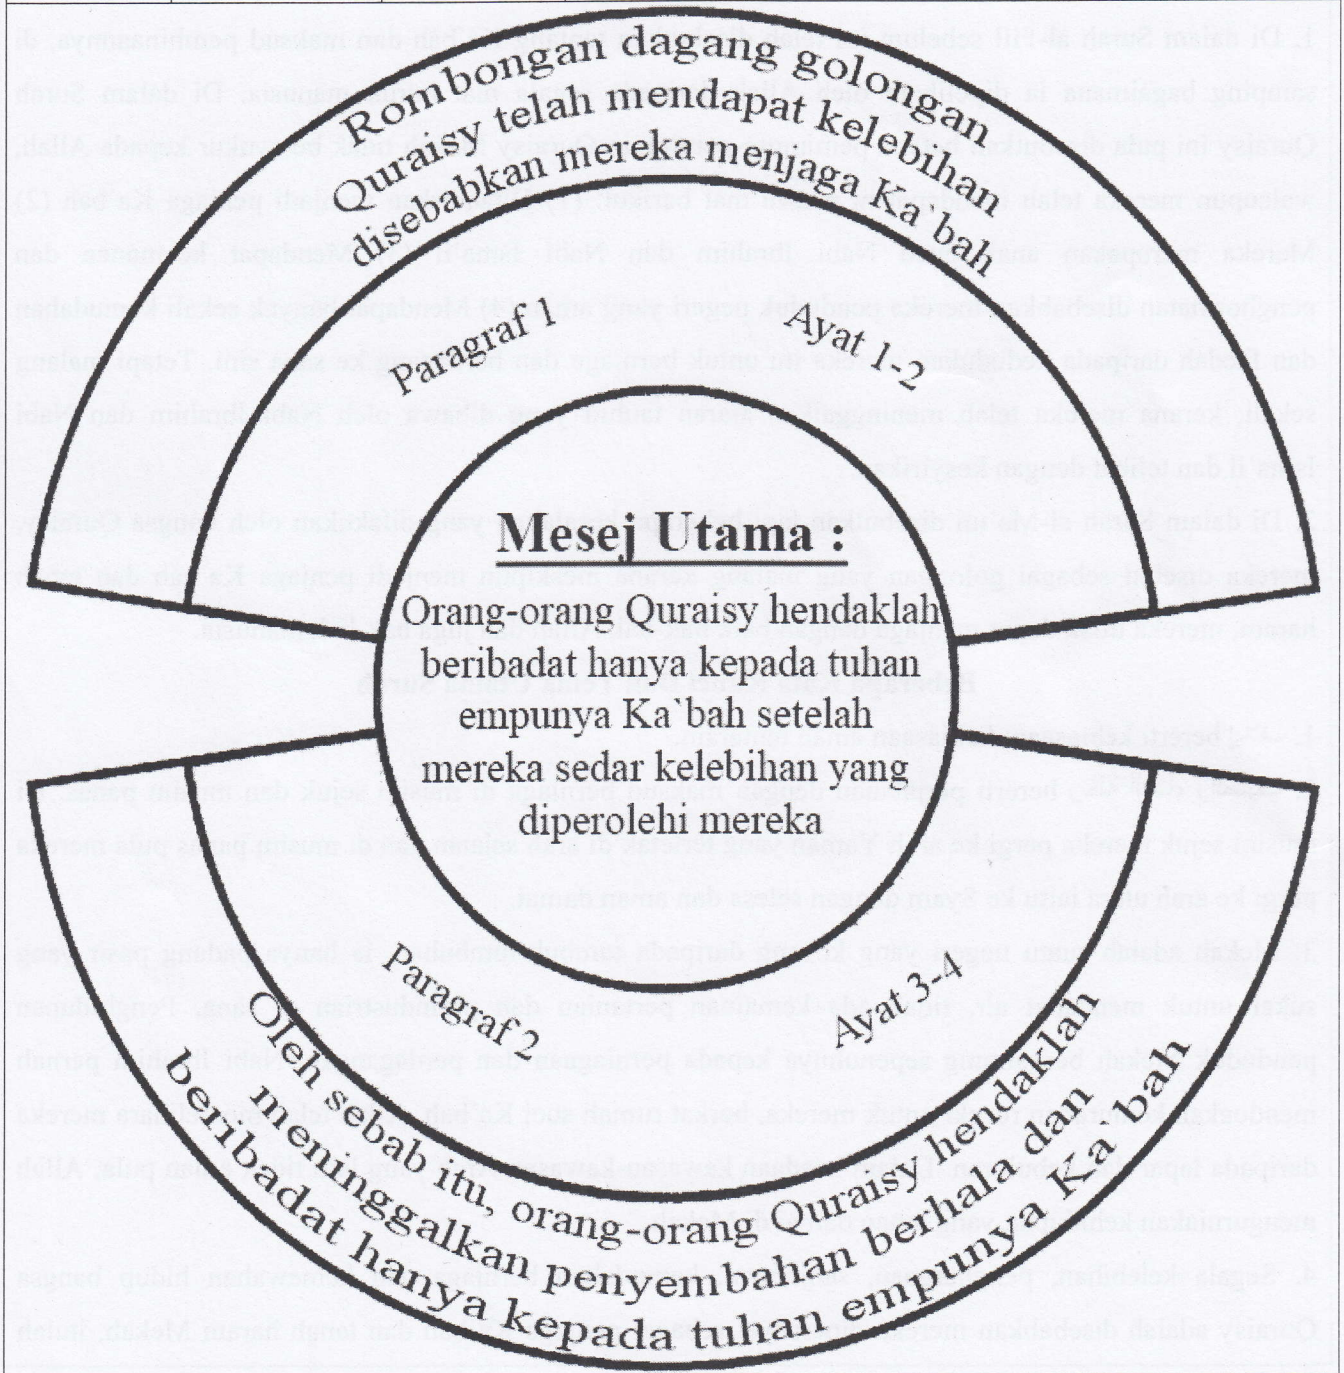 Rombongan dagang golongan
Quraisy telah mendapat kelebihan
disebabkan mereka menjaga Ka`bah
Paragraf 1
Ayat 1-2
Mesej Utama :
Orang-orang Quraisy hendaklah
beribadat hanya kepada tuhan
empunya Ka`bah setelah
mereka sedar kelebihan yang
diperolehi mereka
Paragraf 2
Ayat 3-4
Oleh sebab itu, orang-orang Quraisy hendaklah
meninggalkan penyembahan berhala dan
beribadat hanya kepada tuhan empunya Ka`bah